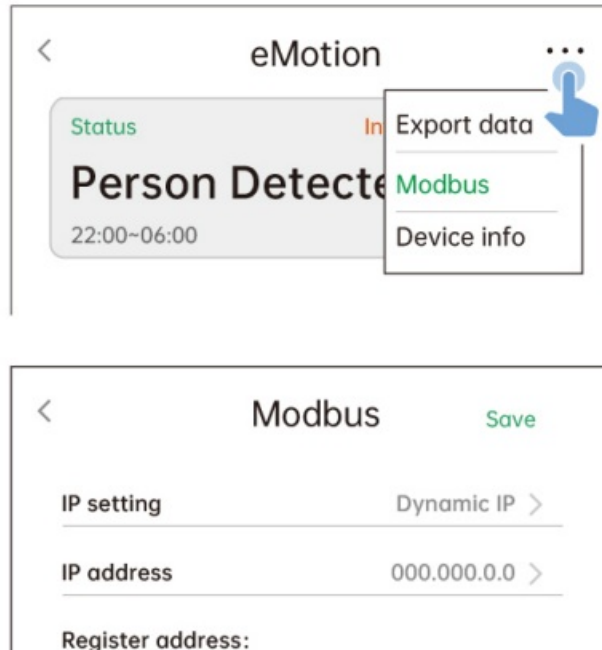 eMotion
Status In
Export data
Person Detecte
Modbus
22:00~06:00
Device info
Modbus Save
IP setting Dynamic IP
IP address 000.000.0.0
Register address: